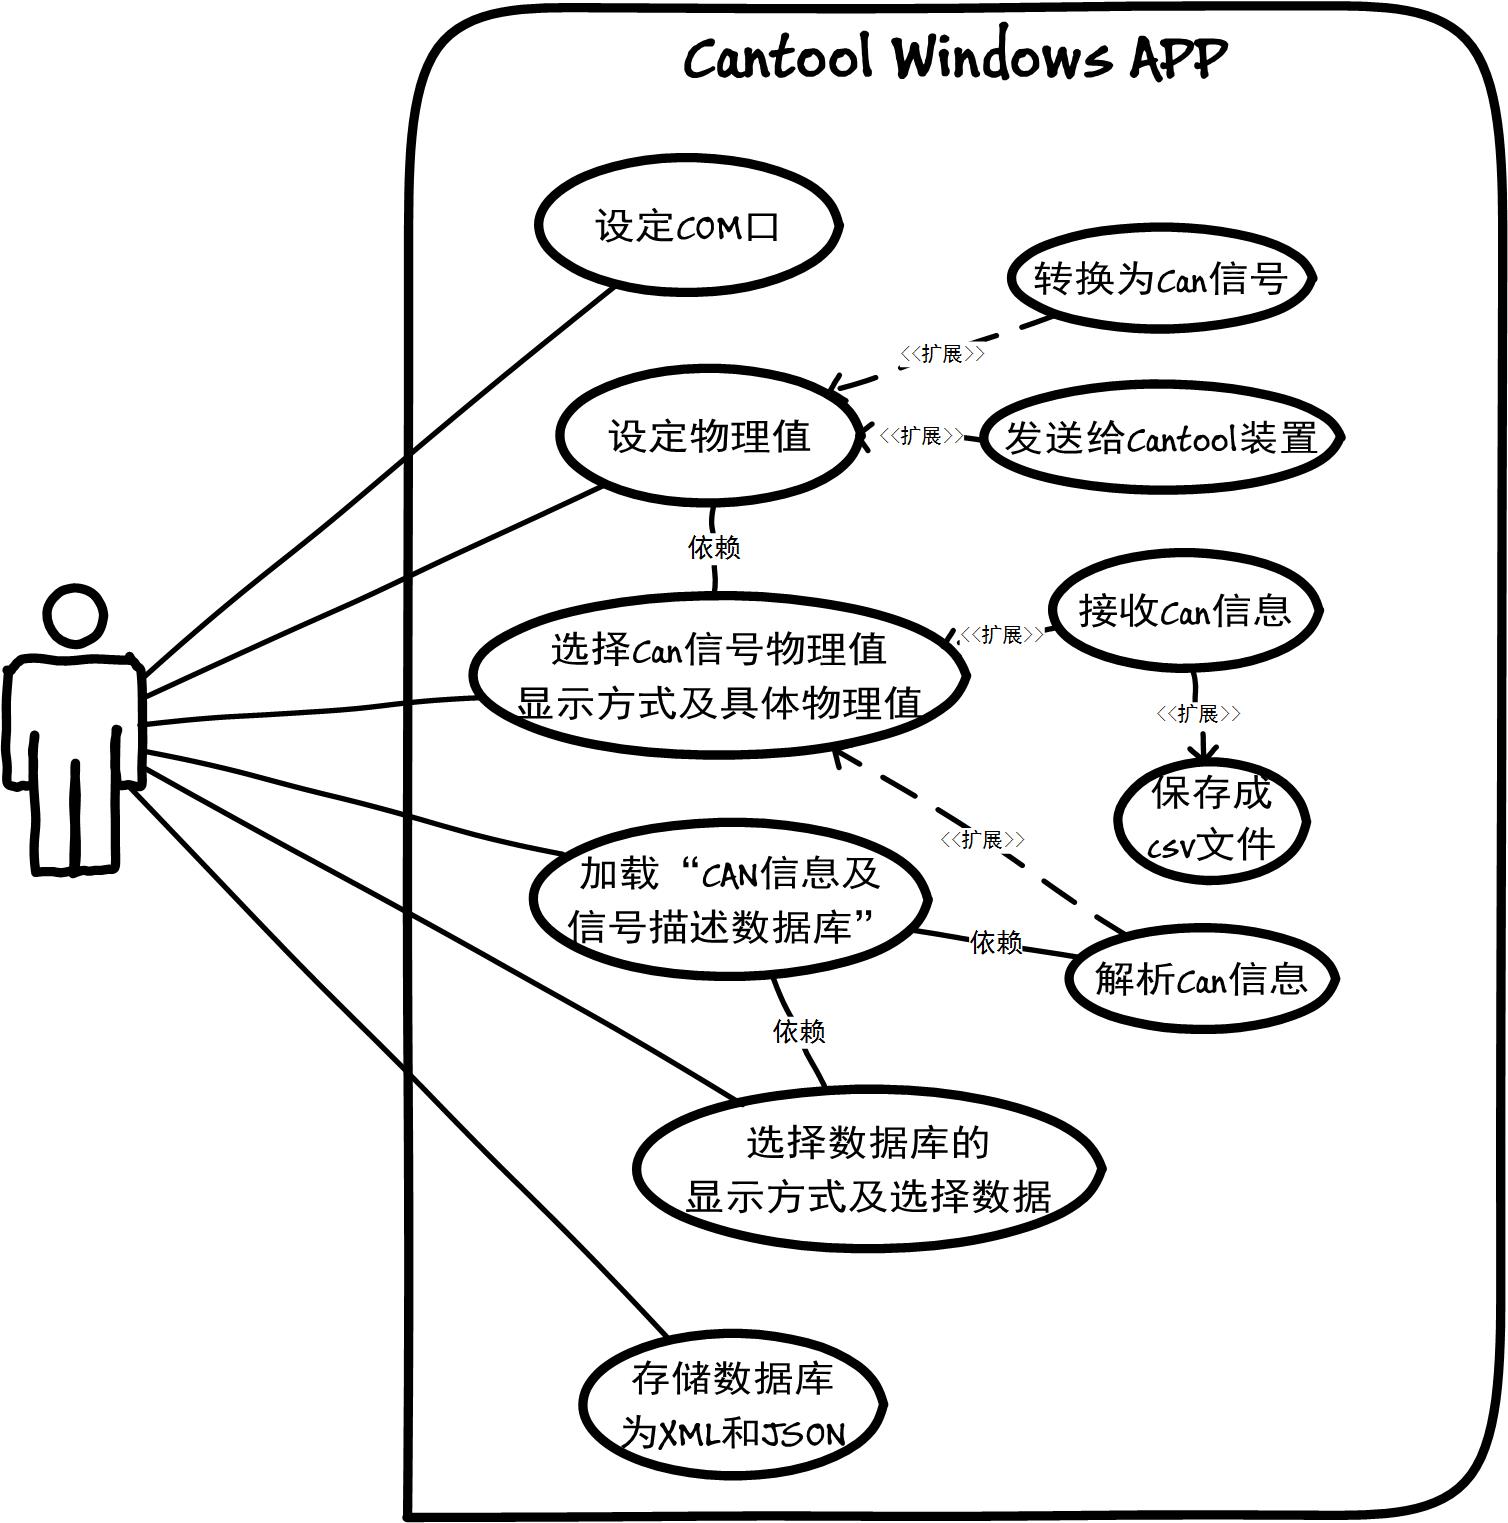 Cantool Windows APP
设定COM口
转换为Can信号
<<扩展>>
设定物理值
<<扩展>>
发送给Cantool装置
依赖
选择Can信号物理值
显示方式及具体物理值
<<扩展>>
接收Can信息
<<扩展>>
保存成
csv文件
<<扩展>>
加载“CAN信息及
信号描述数据库”
依赖
解析Can信息
依赖
选择数据库的
显示方式及选择数据
存储数据库
为XML和JSON